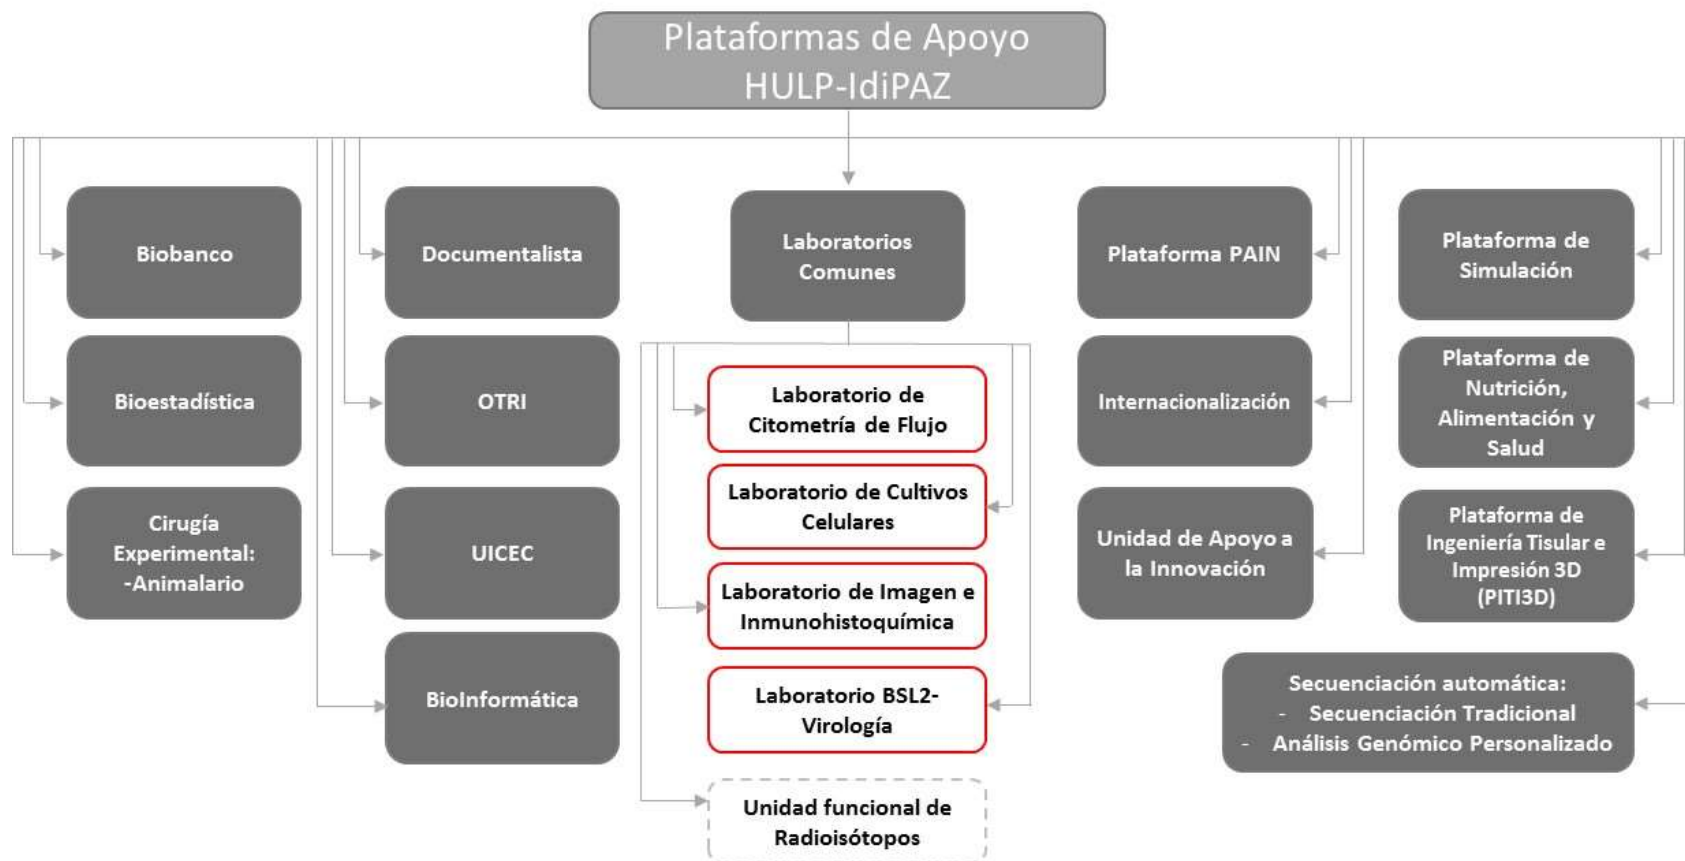 Plataformas de Apoyo
HULP-IdiPAZ
Biobanco
Bioestadística
Cirugía
Experimental:
-Animalario
Documentalista
OTRI
UICEC
BioInformática
Laboratorios
Comunes
Laboratorio de
Citometría de Flujo
Laboratorio de Cultivos
Celulares
Laboratorio de Imagen e
Inmunohistoquímica
Laboratorio BSL2-
Virología
Unidad funcional de
Radioisótopos
Plataforma PAIN
Internacionalización
Unidad de Apoyo a
la Innovación
Plataforma de
Simulación
Plataforma de
Nutrición,
Alimentación y
Salud
Plataforma de
Ingeniería Tisular e
Impresión 3D
(PITI3D)
Secuenciación automática:
- Secuenciación Tradicional
- Análisis Genómico Personalizado